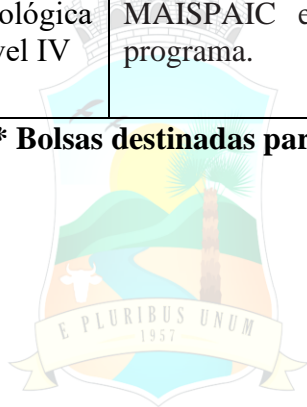 ológica
MAISPAIC e
vel IV
programa.
* Bolsas destinadas par
E PLURIBUS UNUM
1957